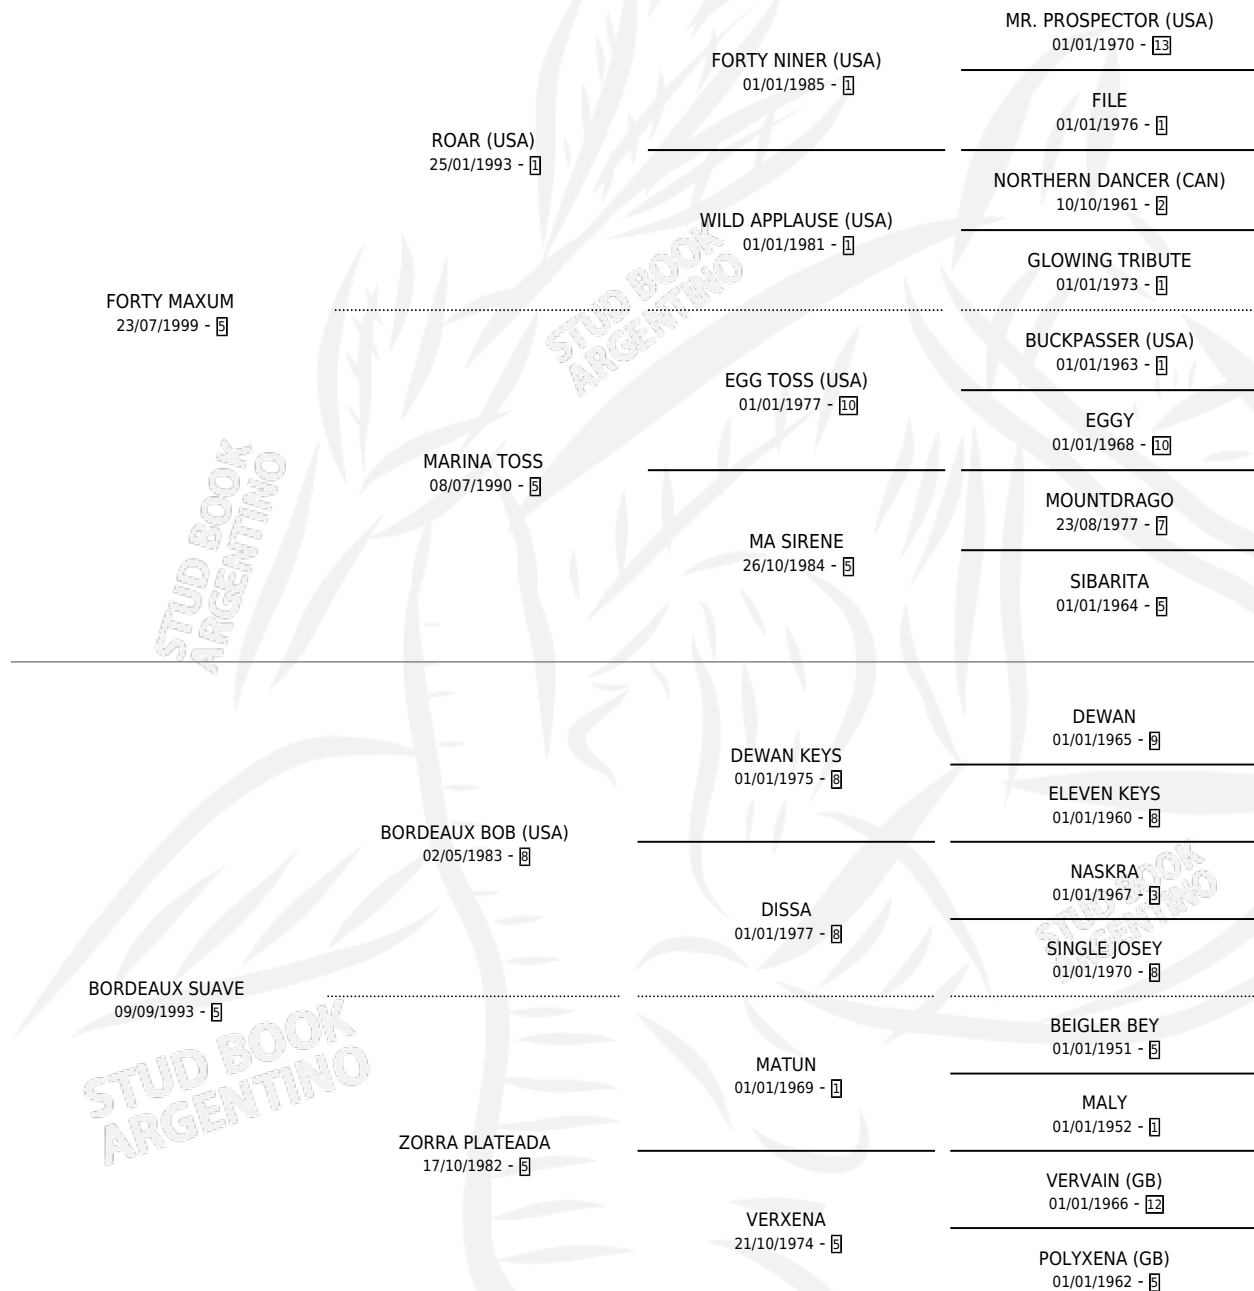 MR. PROSPECTOR (USA)
01/01/1970 - 13
FORTY NINER (USA)
01/01/1985 - 1
FILE
01/01/1976 - 1
ROAR (USA)
25/01/1993 - 1
NORTHERN DANCER (CAN)
10/10/1961 - 2
WILD APPLAUSE (USA)
01/01/1981 - 1
GLOWING TRIBUTE
01/01/1973 - 1
FORTY MAXUM
23/07/1999 - 5
BUCKPASSER (USA)
01/01/1963 - 1
EGG TOSS (USA)
01/01/1977 - 10
EGGY
01/01/1968 - 10
MARINA TOSS
08/07/1990 - 5
MOUNTDRAGO
23/08/1977 - 7
MA SIRENE
26/10/1984 - 5
SIBARITA
01/01/1964 - 5
DEWAN
01/01/1965 - 9
DEWAN KEYS
01/01/1975 - 8
ELEVEN KEYS
01/01/1960 - 8
BORDEAUX BOB (USA)
02/05/1983 - 8
NASKRA
01/01/1967 - 3
DISSA
01/01/1977 - 8
SINGLE JOSEY
01/01/1970 - 8
BORDEAUX SUAVE
09/09/1993 - 5
BEIGLER BEY
01/01/1951 - 5
MATUN
01/01/1969 - 1
MALY
01/01/1952 - 1
ZORRA PLATEADA
17/10/1982 - 5
VERVAIN (GB)
01/01/1966 - 12
VERXENA
21/10/1974 - 5
POLYXENA (GB)
01/01/1962 - 5
STUD BOOK
ARGENTINO
STUD BOOK
ARGENTINO
STUD BOOK
ARGENTINO
STUD BOOK
ARGENTINO